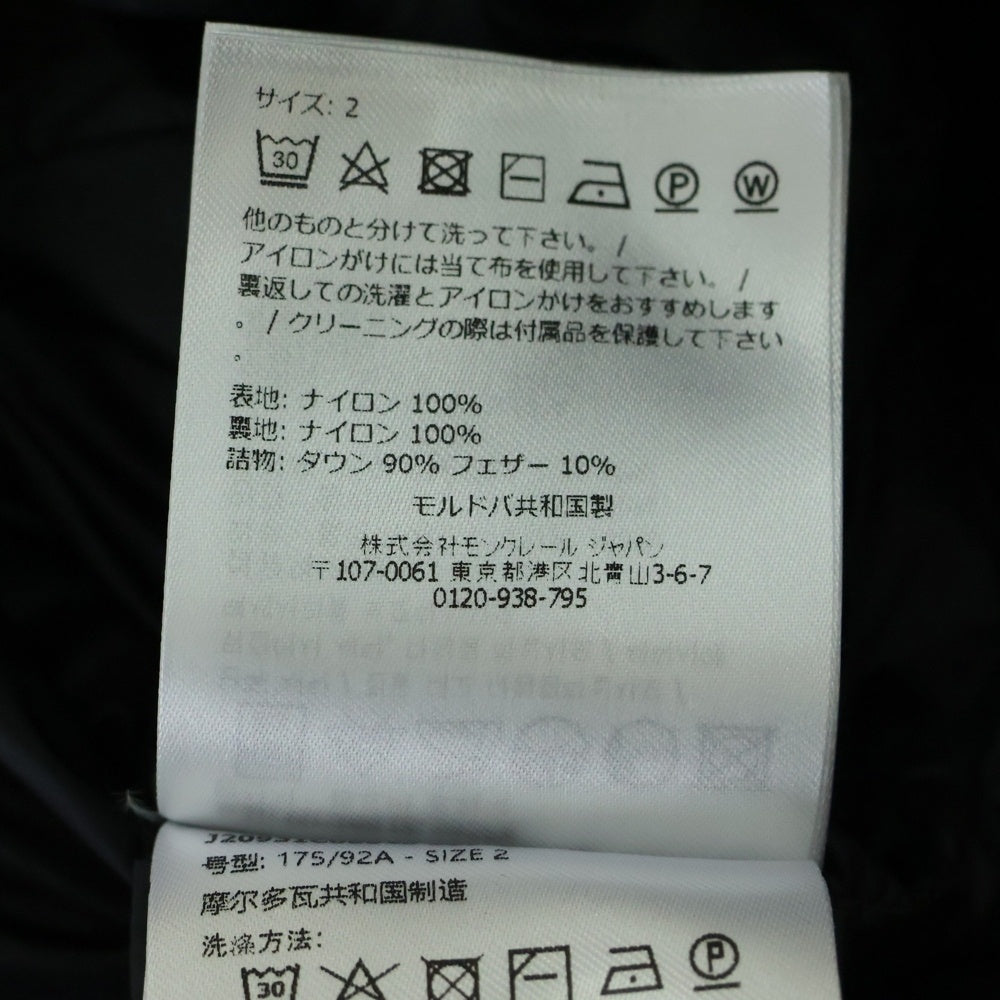 サイズ: 2
30
P W
他のものと分けて洗って下さい。/
アイロンがけには当て布を使用して下さい。/
裏返しての洗濯とアイロンかけをおすすめします
。/ クリーニングの際は付属品を保護して下さい
。
表地: ナイロン 100%
裏地: ナイロン 100%
詰物: タウン 90% フェザー 10%
モルドバ共和国製
株式会社モンクレール ジャパン
〒107-0061 東京都港区北青山3-6-7
0120-938-795
号型: 175/92A - SIZE 2
摩尔多瓦共和国制造
洗涤方法:
30
P